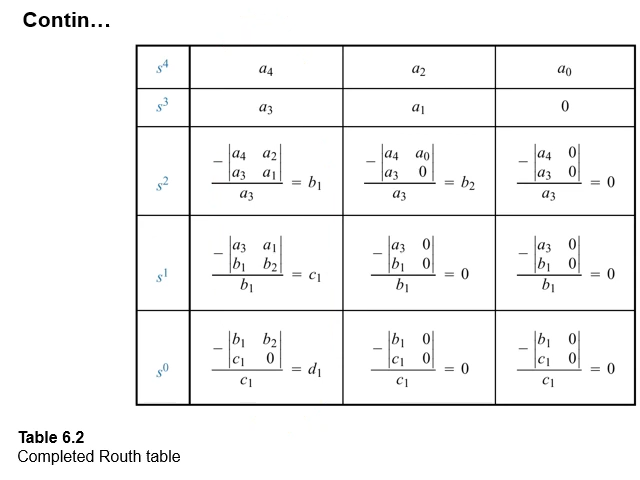 Contin...
s⁴ a₄ a₂ a₀
s³ a₃ a₁ 0
s² −|a₄ a₂; a₃ a₁| / a₃ = b₁ −|a₄ a₀; a₃ 0| / a₃ = b₂ −|a₄ 0; a₃ 0| / a₃ = 0
s¹ −|a₃ a₁; b₁ b₂| / b₁ = c₁ −|a₃ 0; b₁ 0| / b₁ = 0 −|a₃ 0; b₁ 0| / b₁ = 0
s⁰ −|b₁ b₂; c₁ 0| / c₁ = d₁ −|b₁ 0; c₁ 0| / c₁ = 0 −|b₁ 0; c₁ 0| / c₁ = 0
Table 6.2
Completed Routh table